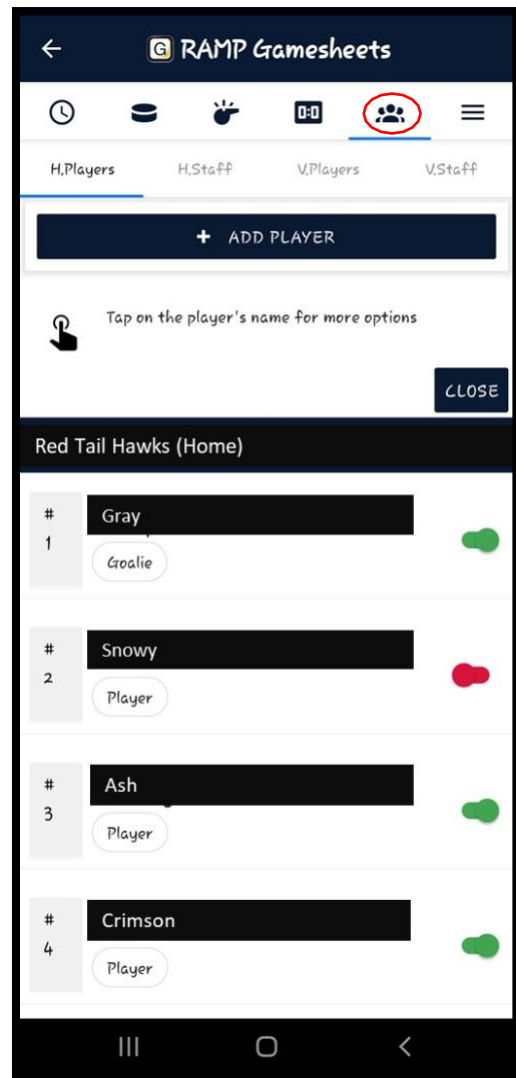 G RAMP Gamesheets
0:0
H.Players H.Staff V.Players V.Staff
+ ADD PLAYER
Tap on the player's name for more options
CLOSE
Red Tail Hawks (Home)
#
1
Gray
Goalie
#
2
Snowy
Player
#
3
Ash
Player
#
4
Crimson
Player